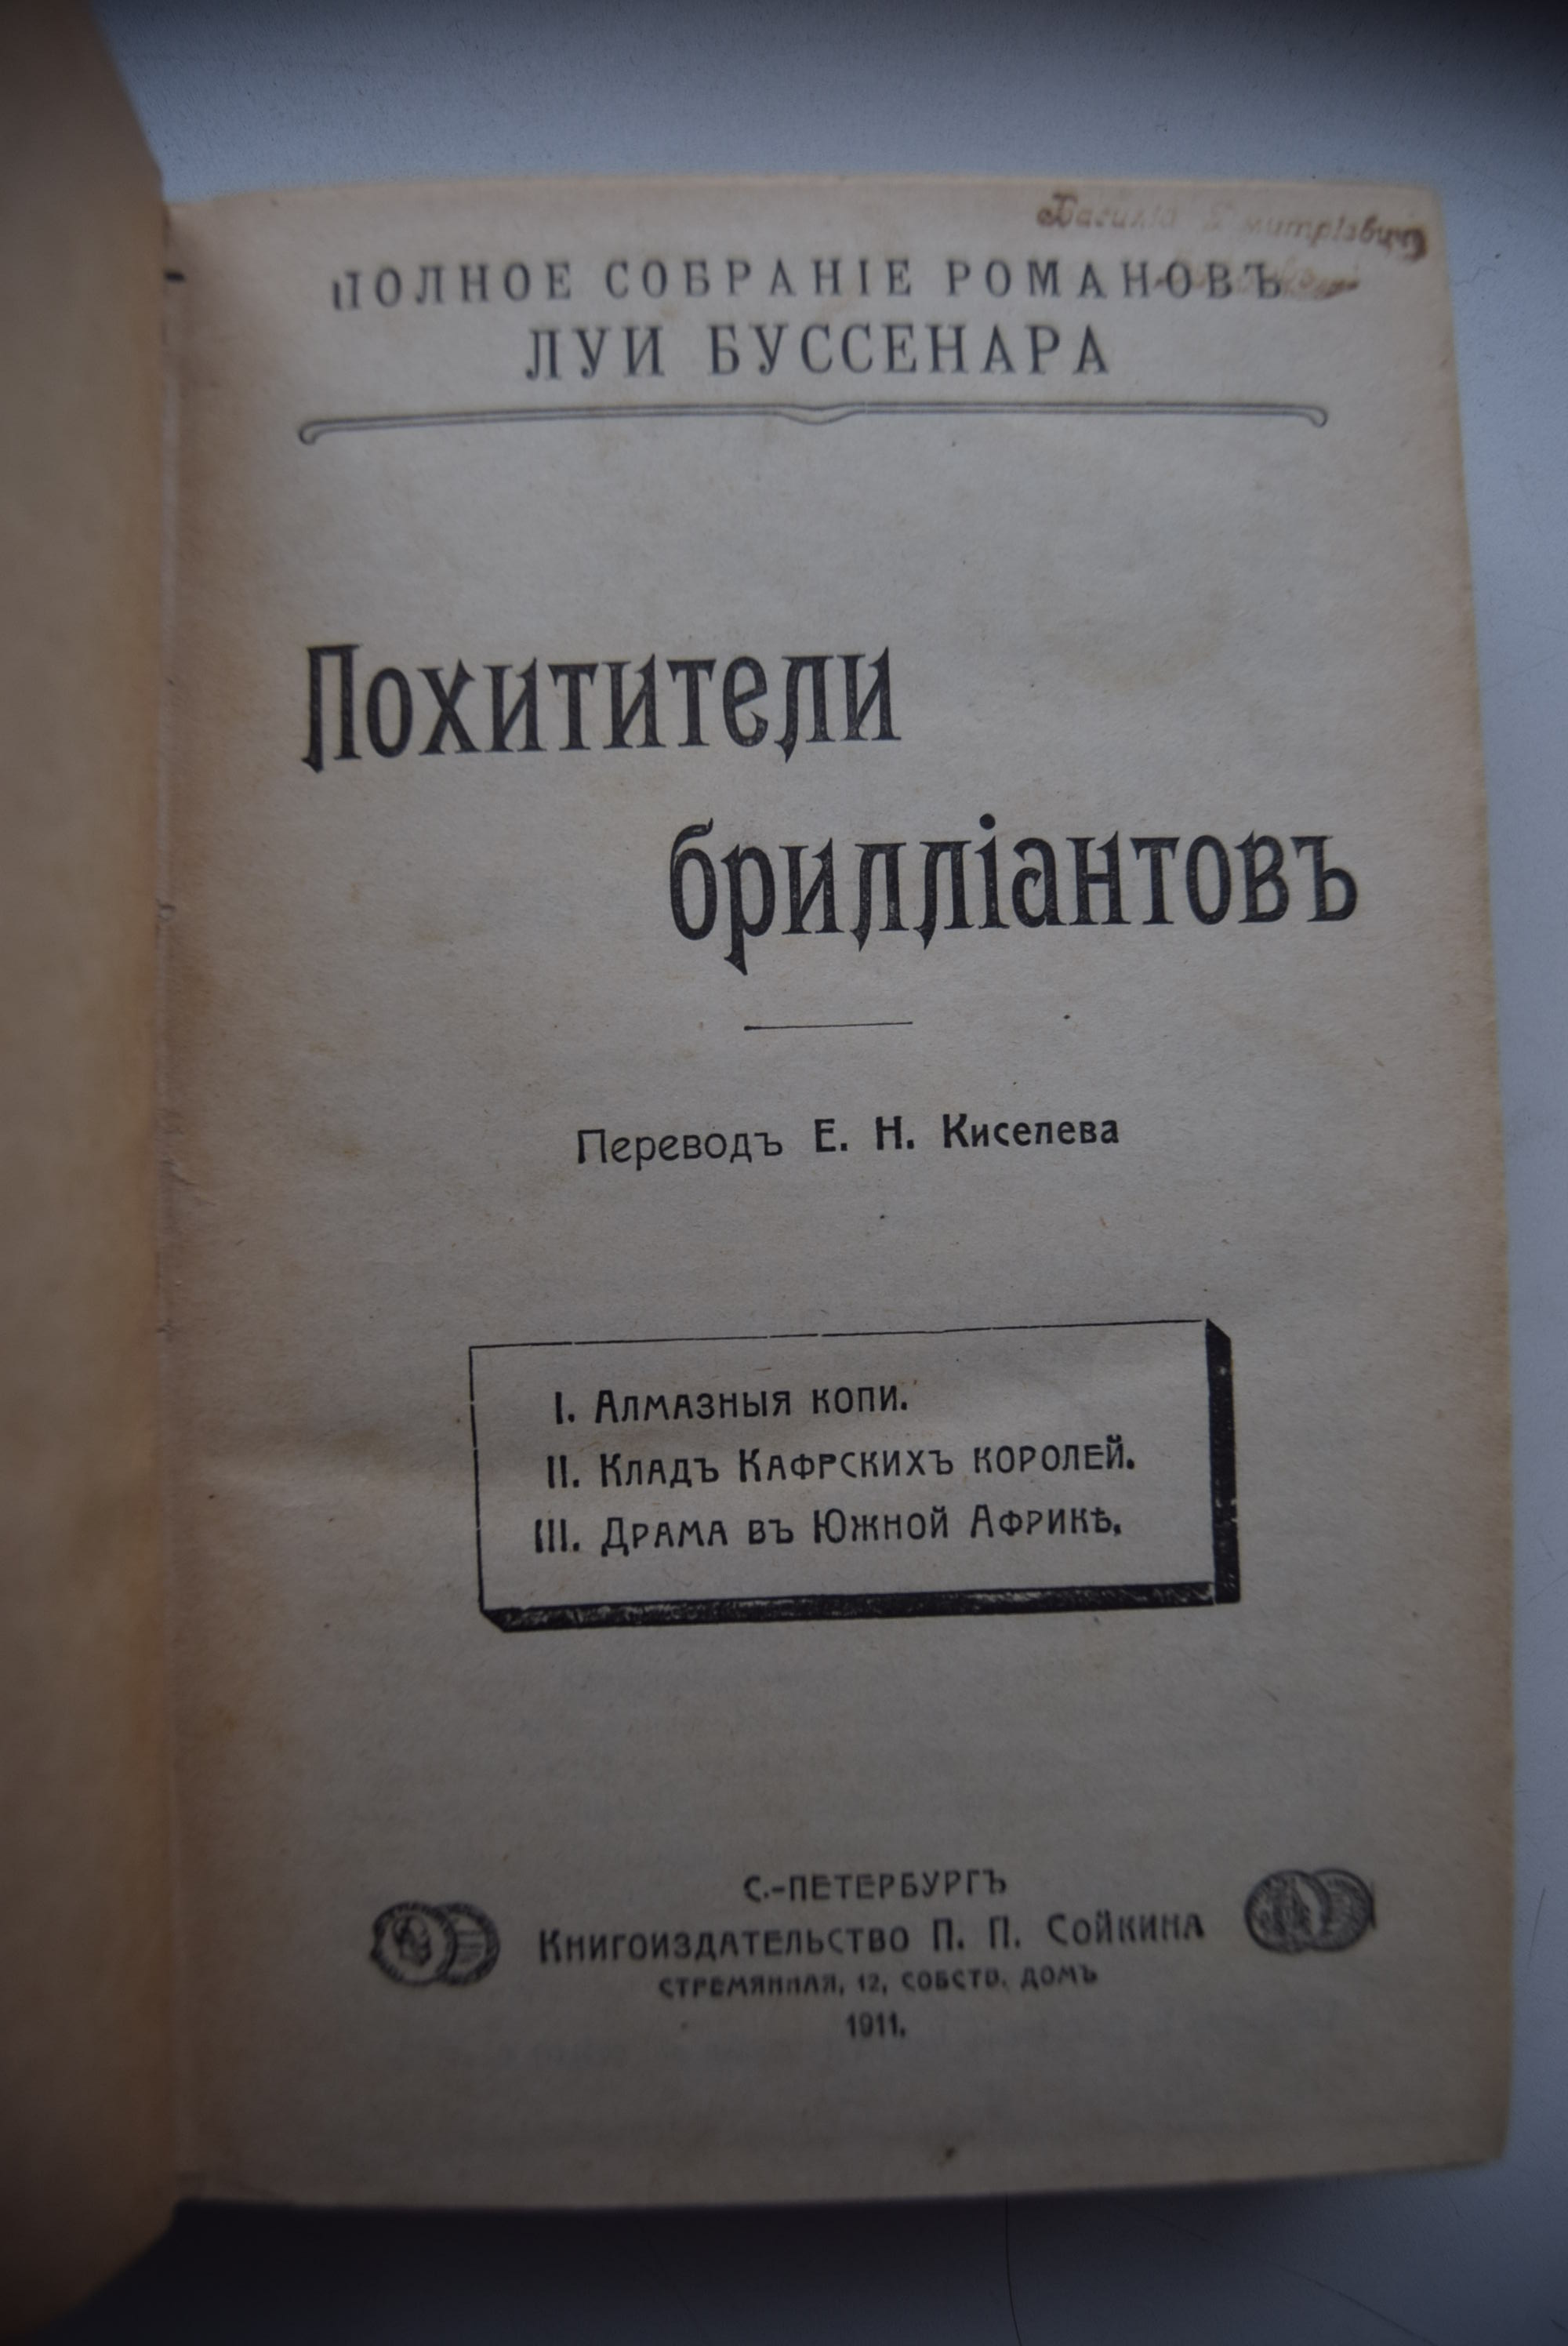 ПОЛНОЕ СОБРАНІЕ РОМАНОВЪ
ЛУИ БУССЕНАРА
Похитители
брилліантовъ
Переводъ Е. Н. Киселева
I. Алмазныя копи.
II. Кладъ Кафрскихъ королей.
III. Драма въ Южной Африкѣ.
С.-ПЕТЕРБУРГЪ
Книгоиздательство П. П. Сойкина
СТРЕМЯННАЯ, 12, СОБСТВ. ДОМЪ
1911.